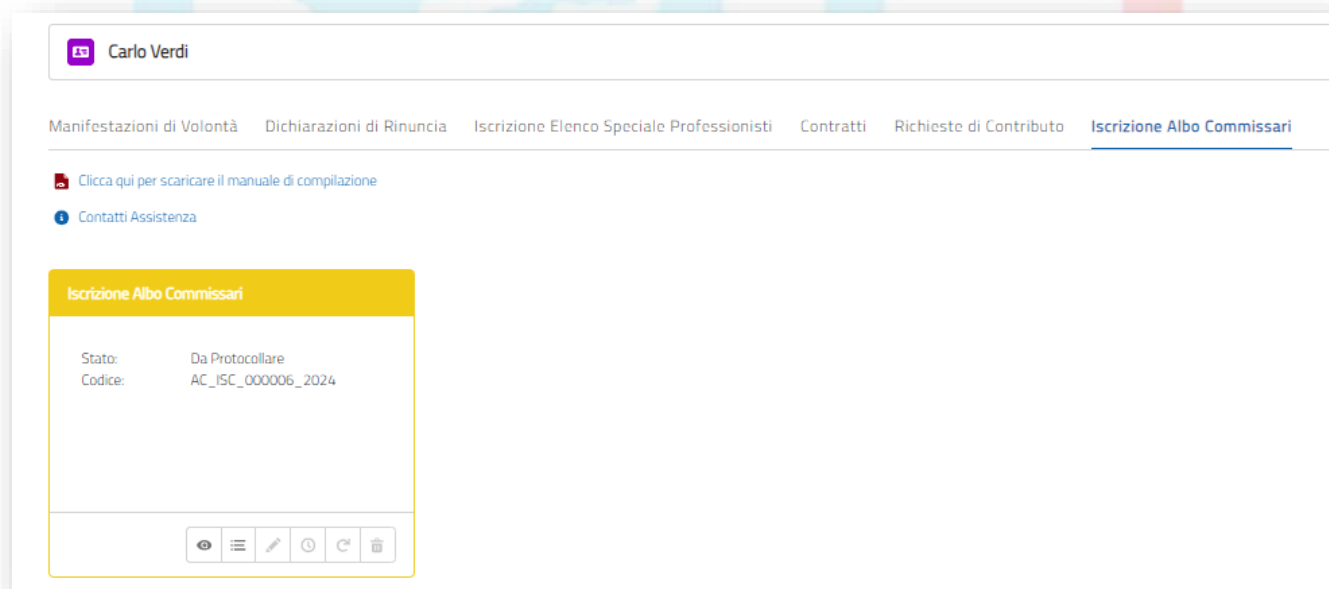 Carlo Verdi
Manifestazioni di Volontà Dichiarazioni di Rinuncia Iscrizione Elenco Speciale Professionisti Contratti Richieste di Contributo Iscrizione Albo Commissari
Clicca qui per scaricare il manuale di compilazione
Contatti Assistenza
Iscrizione Albo Commissari
Stato: Da Protocollare
Codice: AC_ISC_000006_2024